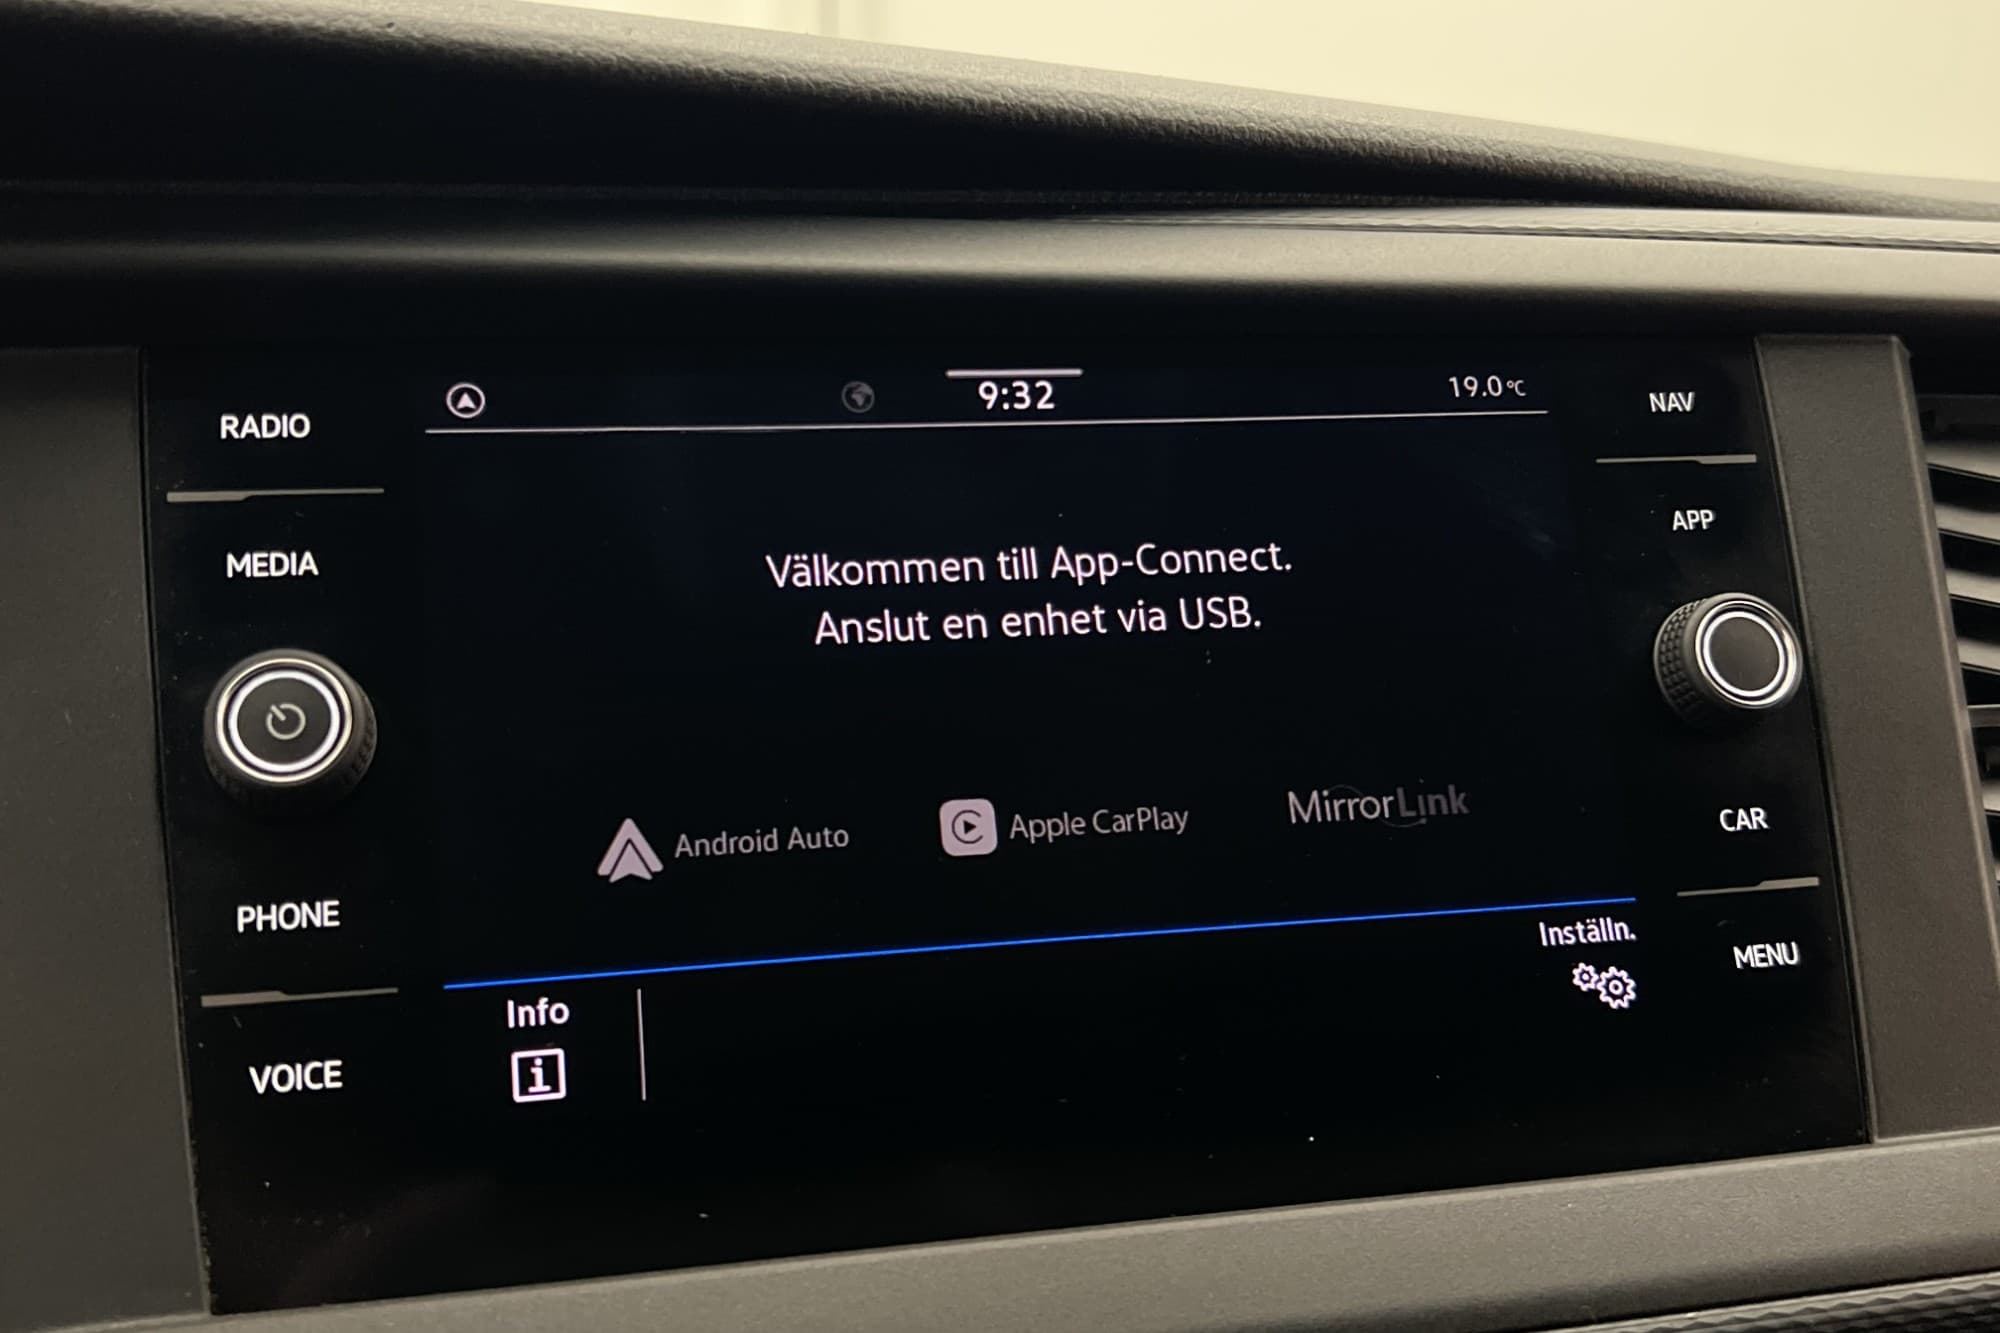 RADIO
MEDIA
PHONE
VOICE
9:32
19.0°C
Välkommen till App-Connect.
Anslut en enhet via USB.
Android Auto
Apple CarPlay
MirrorLink
Info
i
Inställn.
NAV
APP
CAR
MENU